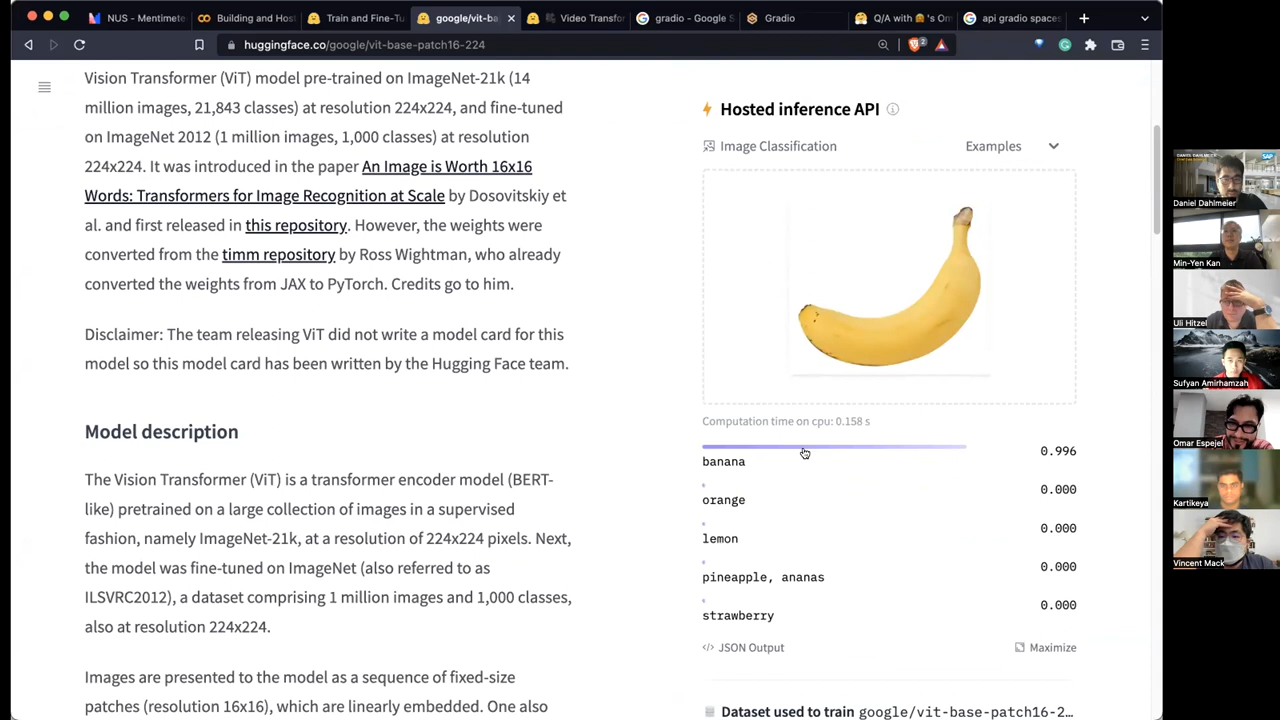 NUS - Mentimete
Building and Hos
Train and Fine-Tu
google/vit-ba
Video Transfor
gradio - Google S
Gradio
Q/A with 's Om
api gradio spaces
huggingface.co/google/vit-base-patch16-224
2
Vision Transformer (ViT) model pre-trained on ImageNet-21k (14
million images, 21,843 classes) at resolution 224x224, and fine-tuned
on ImageNet 2012 (1 million images, 1,000 classes) at resolution
224x224. It was introduced in the paper An Image is Worth 16x16
Words: Transformers for Image Recognition at Scale by Dosovitskiy et
al. and first released in this repository. However, the weights were
converted from the timm repository by Ross Wightman, who already
converted the weights from JAX to PyTorch. Credits go to him.
Disclaimer: The team releasing ViT did not write a model card for this
model so this model card has been written by the Hugging Face team.
Model description
The Vision Transformer (ViT) is a transformer encoder model (BERT-
like) pretrained on a large collection of images in a supervised
fashion, namely ImageNet-21k, at a resolution of 224x224 pixels. Next,
the model was fine-tuned on ImageNet (also referred to as
ILSVRC2012), a dataset comprising 1 million images and 1,000 classes,
also at resolution 224x224.
Images are presented to the model as a sequence of fixed-size
patches (resolution 16x16), which are linearly embedded. One also
Hosted inference API
Image Classification Examples
Computation time on cpu: 0.158 s
banana 0.996
orange 0.000
lemon 0.000
pineapple, ananas 0.000
strawberry 0.000
</> JSON Output Maximize
Dataset used to train google/vit-base-patch16-2…
SAP
Daniel Dahlmeier
Min-Yen Kan
Uli Hitzel
Sufyan Amirhamzah
Omar Espejel
Kartikeya
Vincent Mack